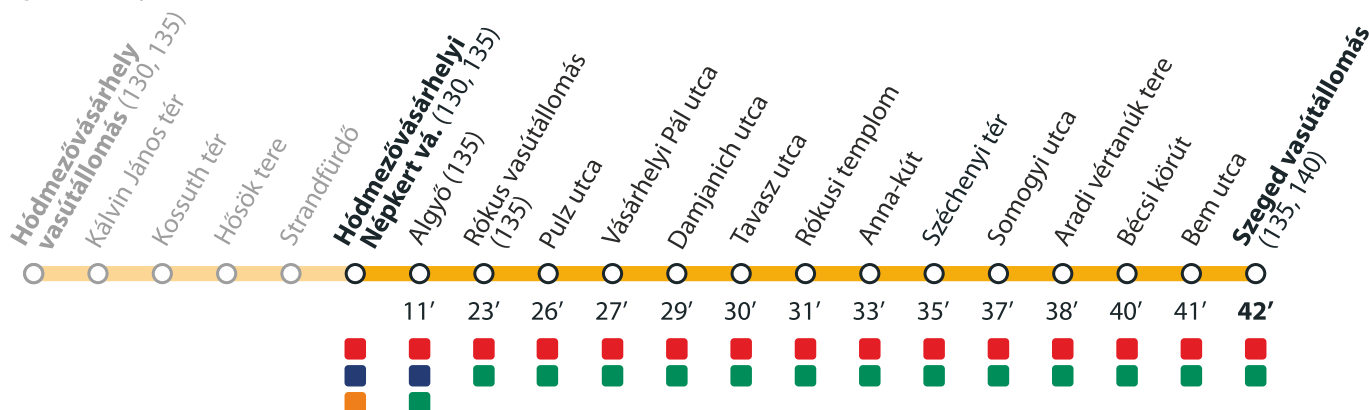 Hódmezővásárhely
vasútállomás (130, 135)
Kálvin János tér
Kossuth tér
Hősök tere
Strandfürdő
Hódmezővásárhelyi
Népkert vá. (130, 135)
Algyő (135)
Rókus vasútállomás
(135)
Pulz utca
Vásárhelyi Pál utca
Damjanich utca
Tavasz utca
Rókusi templom
Anna-kút
Széchenyi tér
Somogyi utca
Aradi vértanúk tere
Bécsi körút
Bem utca
Szeged vasútállomás
(135, 140)
11′ 23′ 26′ 27′ 29′ 30′ 31′ 33′ 35′ 37′ 38′ 40′ 41′ 42′